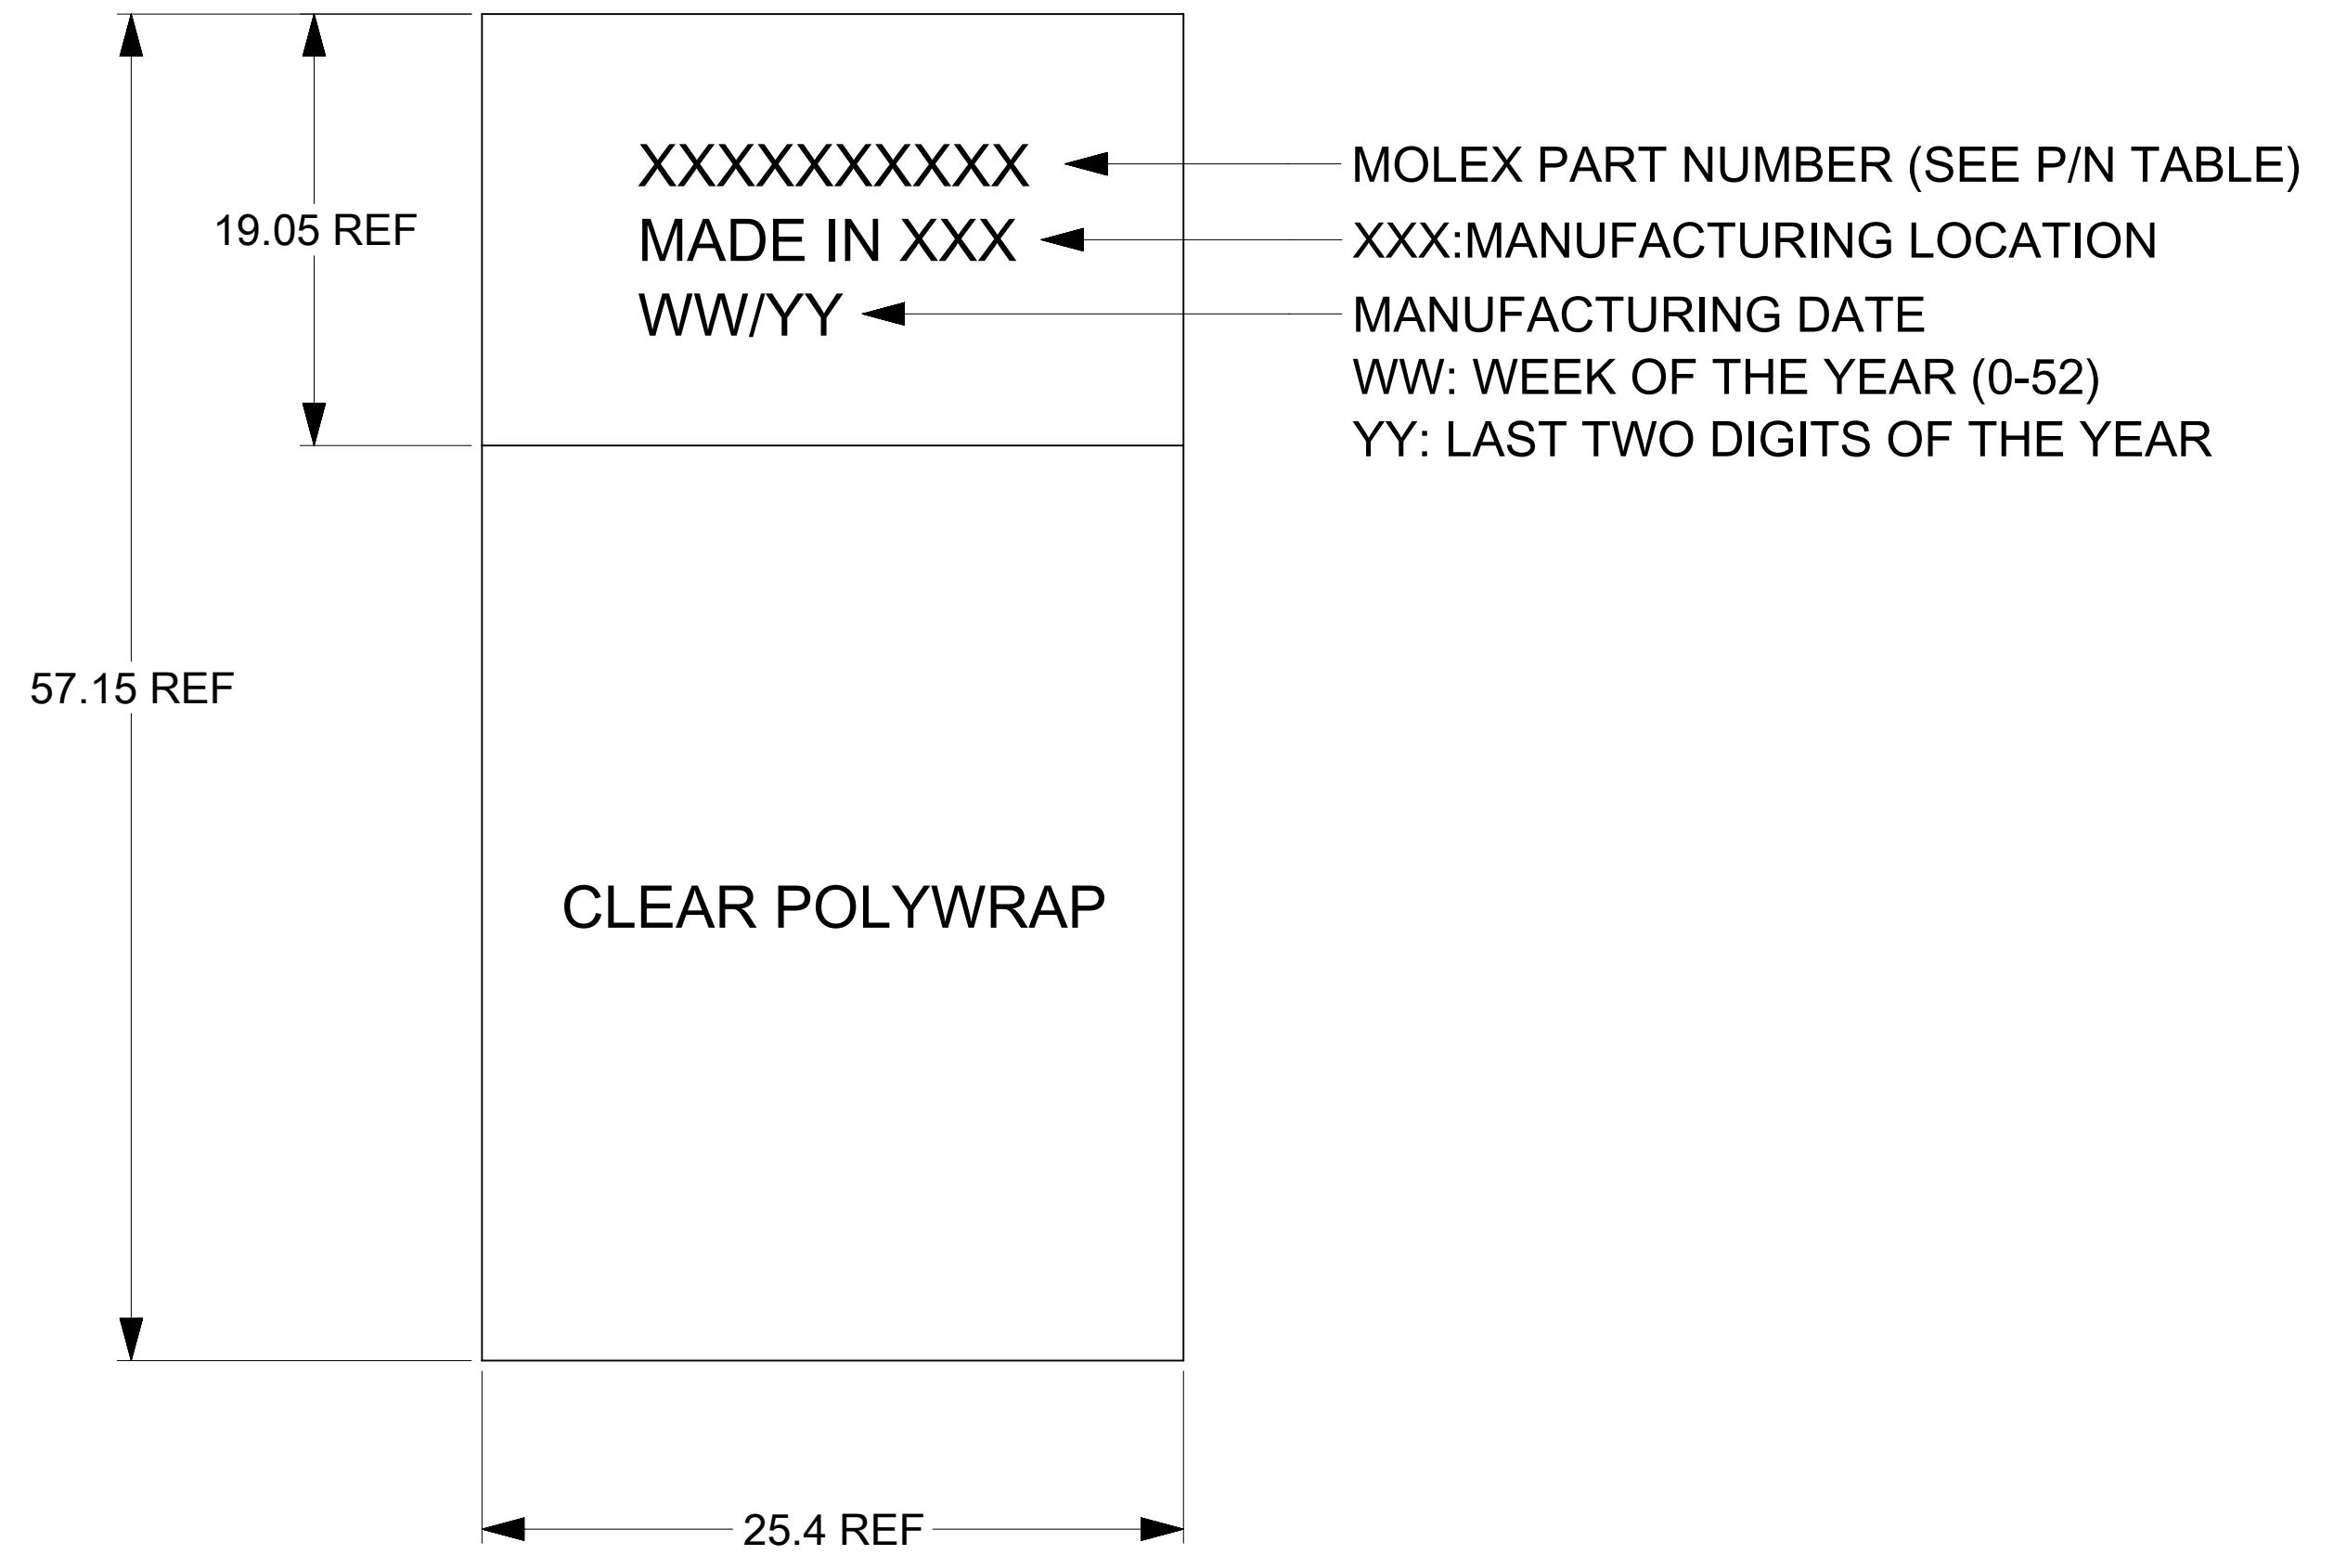 XXXXXXXXXX
MOLEX PART NUMBER (SEE P/N TABLE)
19.05 REF
MADE IN XXX
XXX:MANUFACTURING LOCATION
WW/YY
MANUFACTURING DATE
WW: WEEK OF THE YEAR (0-52)
YY: LAST TWO DIGITS OF THE YEAR
57.15 REF
CLEAR POLYWRAP
25.4 REF